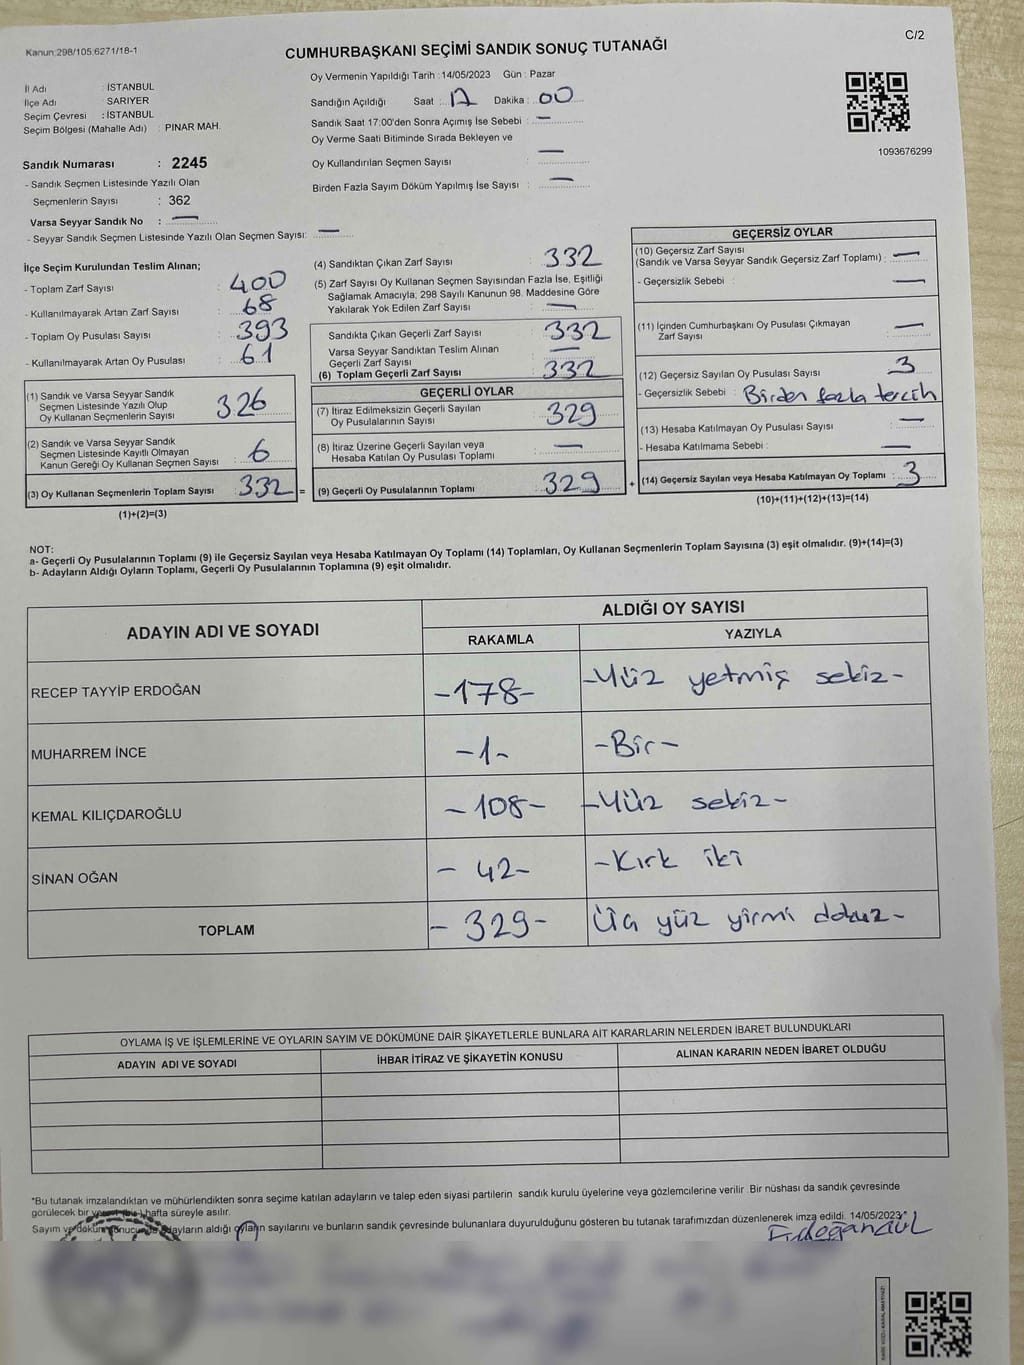 Kanun:298/105,6271/18-1
C/2
CUMHURBAŞKANI SEÇİMİ SANDIK SONUÇ TUTANAĞI
İl Adı : İSTANBUL
İlçe Adı : SARIYER
Seçim Çevresi : İSTANBUL
Seçim Bölgesi (Mahalle Adı) : PINAR MAH.
Sandık Numarası : 2245
- Sandık Seçmen Listesinde Yazılı Olan
Seçmenlerin Sayısı : 362
Varsa Seyyar Sandık No : —
- Seyyar Sandık Seçmen Listesinde Yazılı Olan Seçmen Sayısı: —
Oy Vermenin Yapıldığı Tarih : 14/05/2023 Gün : Pazar
Sandığın Açıldığı Saat : 17 Dakika : 00
Sandık Saat 17:00'den Sonra Açımış İse Sebebi : —
Oy Verme Saati Bitiminde Sırada Bekleyen ve
Oy Kullandırılan Seçmen Sayısı : —
Birden Fazla Sayım Döküm Yapılmış İse Sayısı : —
1093676299
İlçe Seçim Kurulundan Teslim Alınan;
- Toplam Zarf Sayısı : 400
- Kullanılmayarak Artan Zarf Sayısı : 68
- Toplam Oy Pusulası Sayısı : 393
- Kullanılmayarak Artan Oy Pusulası : 61
(1) Sandık ve Varsa Seyyar Sandık
Seçmen Listesinde Yazılı Olup
Oy Kullanan Seçmenlerin Sayısı : 326
(2) Sandık ve Varsa Seyyar Sandık
Seçmen Listesinde Kayıtlı Olmayan
Kanun Gereği Oy Kullanan Seçmen Sayısı : 6
(3) Oy Kullanan Seçmenlerin Toplam Sayısı : 332 =
(1)+(2)=(3)
(4) Sandıktan Çıkan Zarf Sayısı : 332
(5) Zarf Sayısı Oy Kullanan Seçmen Sayısından Fazla İse, Eşitliği
Sağlamak Amacıyla; 298 Sayılı Kanunun 98. Maddesine Göre
Yakılarak Yok Edilen Zarf Sayısı : —
Sandıkta Çıkan Geçerli Zarf Sayısı : 332
Varsa Seyyar Sandıktan Teslim Alınan
Geçerli Zarf Sayısı : —
(6) Toplam Geçerli Zarf Sayısı : 332
GEÇERLİ OYLAR
(7) İtiraz Edilmeksizin Geçerli Sayılan
Oy Pusulalarının Sayısı : 329
(8) İtiraz Üzerine Geçerli Sayılan veya
Hesaba Katılan Oy Pusulası Toplamı : —
(9) Geçerli Oy Pusulalarının Toplamı : 329 +
GEÇERSİZ OYLAR
(10) Geçersiz Zarf Sayısı
(Sandık ve Varsa Seyyar Sandık Geçersiz Zarf Toplamı) : —
- Geçersizlik Sebebi : —
(11) İçinden Cumhurbaşkanı Oy Pusulası Çıkmayan
Zarf Sayısı : —
(12) Geçersiz Sayılan Oy Pusulası Sayısı : 3
- Geçersizlik Sebebi : Birden fazla tercih
(13) Hesaba Katılmayan Oy Pusulası Sayısı : —
- Hesaba Katılmama Sebebi : —
(14) Geçersiz Sayılan veya Hesaba Katılmayan Oy Toplamı : 3
(10)+(11)+(12)+(13)=(14)
NOT:
a- Geçerli Oy Pusulalarının Toplamı (9) ile Geçersiz Sayılan veya Hesaba Katılmayan Oy Toplamı (14) Toplamları, Oy Kullanan Seçmenlerin Toplam Sayısına (3) eşit olmalıdır. (9)+(14)=(3)
b- Adayların Aldığı Oyların Toplamı, Geçerli Oy Pusulalarının Toplamına (9) eşit olmalıdır.
ADAYIN ADI VE SOYADI
ALDIĞI OY SAYISI
RAKAMLA YAZIYLA
RECEP TAYYİP ERDOĞAN -178- -Yüz yetmiş sekiz-
MUHARREM İNCE -1- -Bir-
KEMAL KILIÇDAROĞLU -108- -Yüz sekiz-
SİNAN OĞAN - 42- -Kırk iki
TOPLAM - 329- Üç yüz yirmi dokuz-
OYLAMA İŞ VE İŞLEMLERİNE VE OYLARIN SAYIM VE DÖKÜMÜNE DAİR ŞİKAYETLERLE BUNLARA AİT KARARLARIN NELERDEN İBARET BULUNDUKLARI
ADAYIN ADI VE SOYADI İHBAR İTİRAZ VE ŞİKAYETİN KONUSU ALINAN KARARIN NEDEN İBARET OLDUĞU
*Bu tutanak imzalandıktan ve mühürlendikten sonra seçime katılan adayların ve talep eden siyasi partilerin sandık kurulu üyelerine veya gözlemcilerine verilir. Bir nüshası da sandık çevresinde
görülecek bir hafta süreyle asılır.
Sayım ve döküm adayların aldığı oyların sayılarını ve bunların sandık çevresinde bulunanlara duyurulduğunu gösteren bu tutanak tarafımızdan düzenlenerek imza edildi. 14/05/2023"